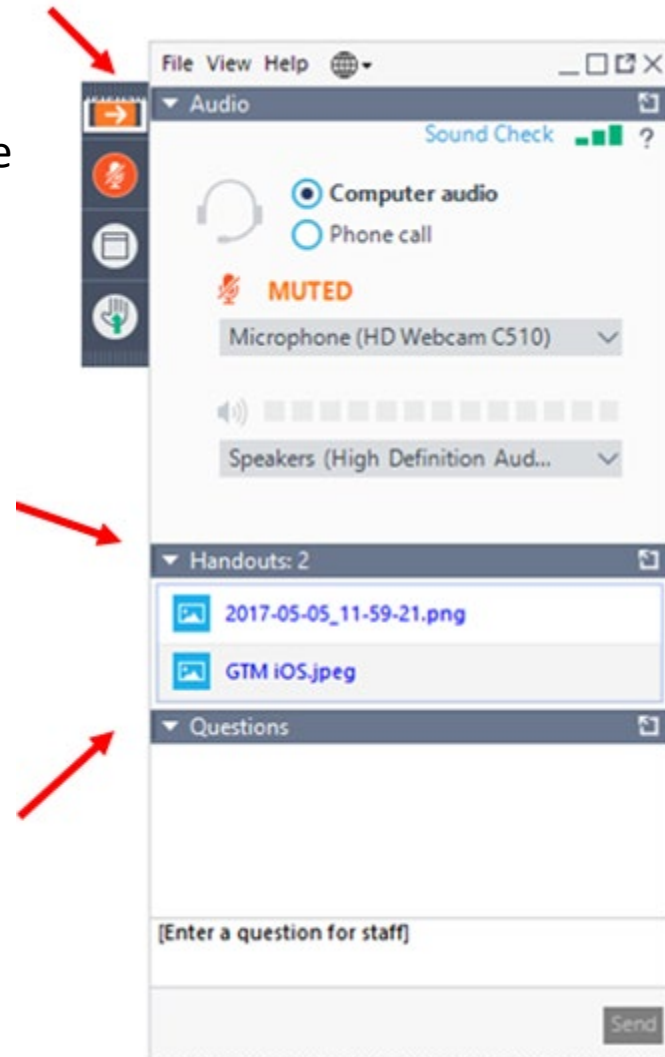 File View Help
Audio
Sound Check ?
e
Computer audio
Phone call
MUTED
Microphone (HD Webcam C510)
Speakers (High Definition Aud...
Handouts: 2
2017-05-05_11-59-21.png
GTM iOS.jpeg
Questions
[Enter a question for staff]
Send